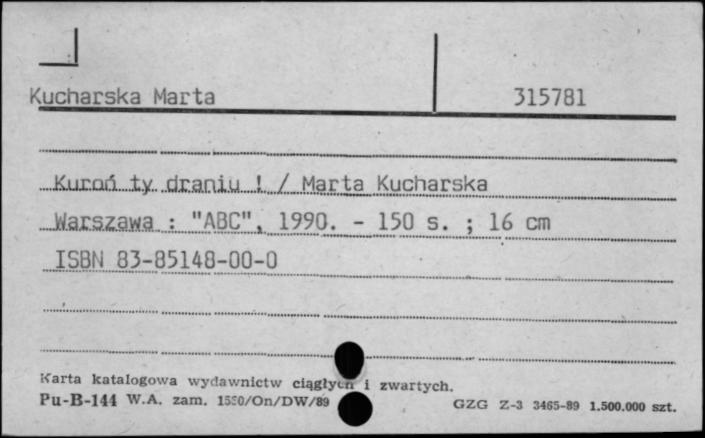 Kucharska Marta 315781
Kuroń ty draniu ! / Marta Kucharska
Warszawa : "ABC", 1990. - 150 s. ; 16 cm
ISBN 83-85148-00-0
Karta katalogowa wydawnictw ciągłych i zwartych.
Pu-B-144 W.A. zam. 1550/On/DW/89 GZG Z-3 3465-89 1.500.000 szt.